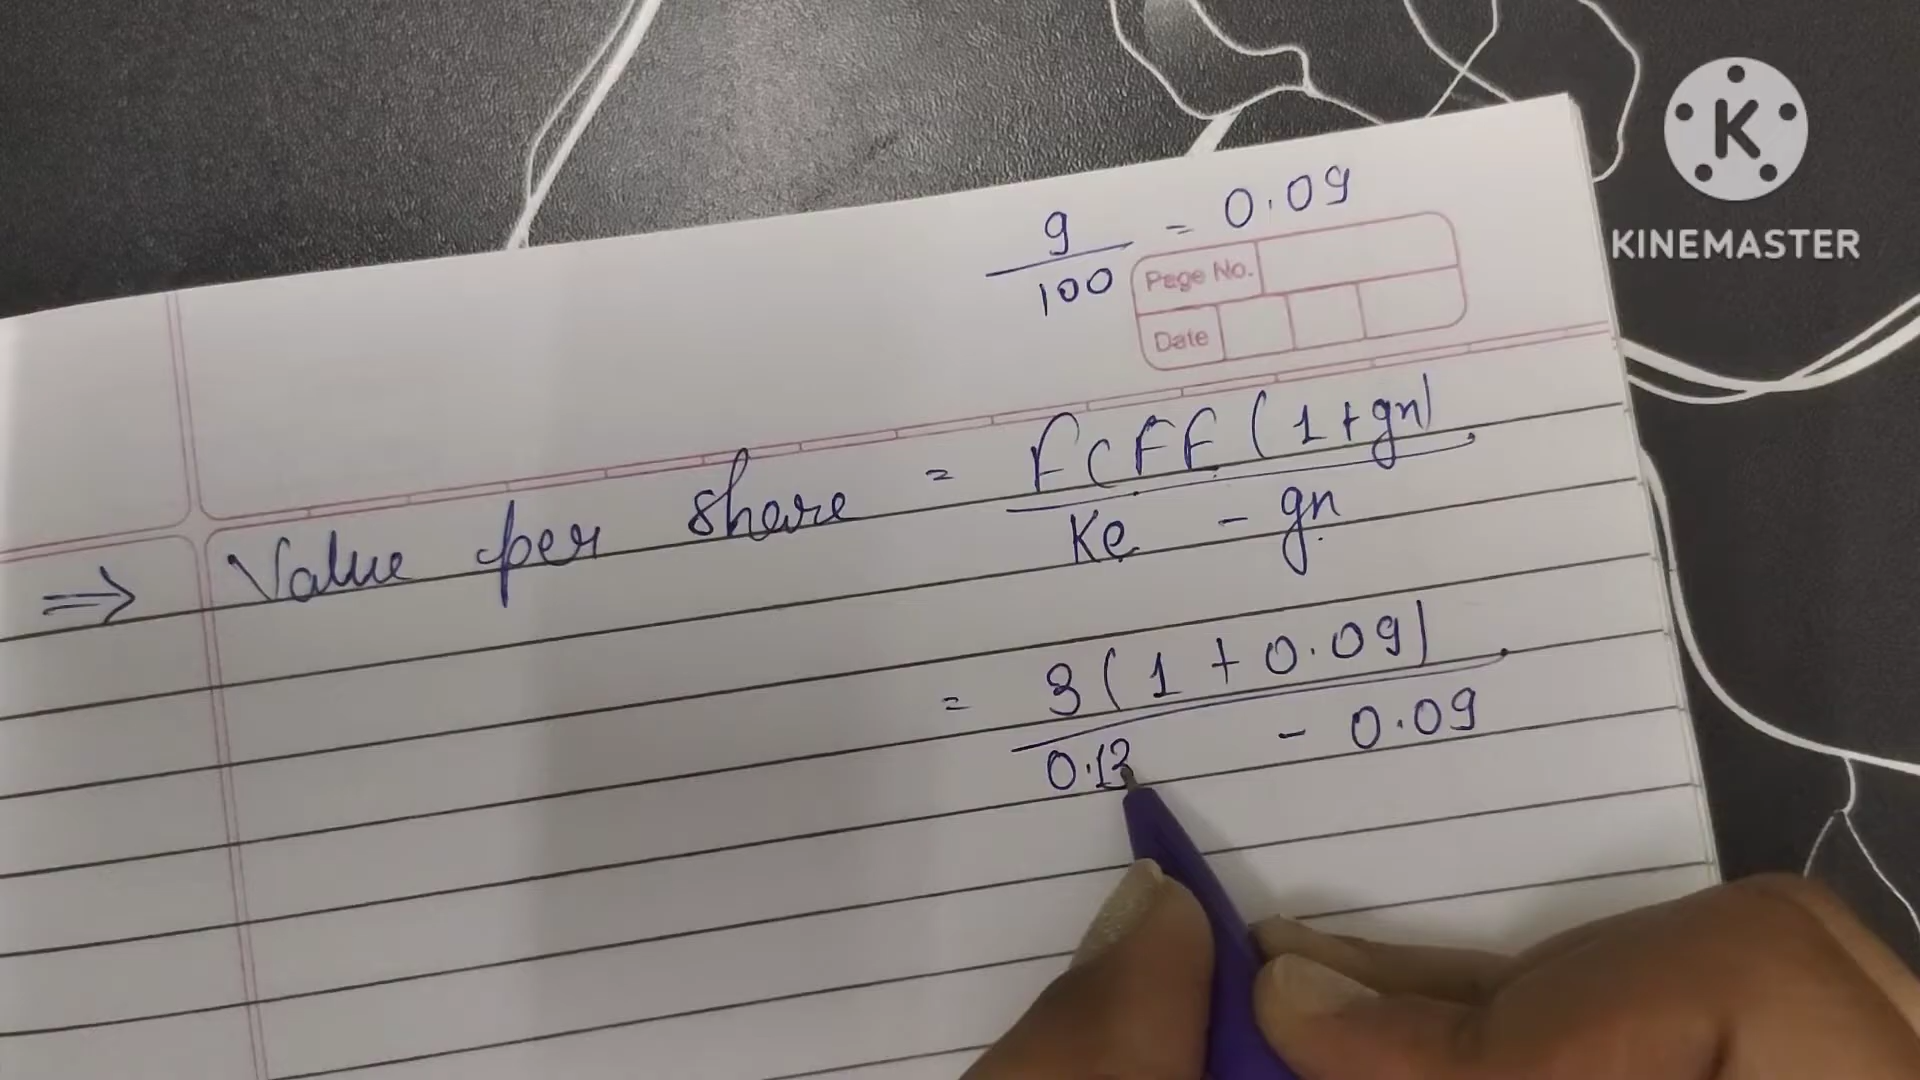 K
KINEMASTER
9/100 = 0.09
Page No.
Date
⇒ Value per share = FCFF (1 + gn) / Ke - gn
= 3 (1 + 0.09) / 0.13 - 0.09